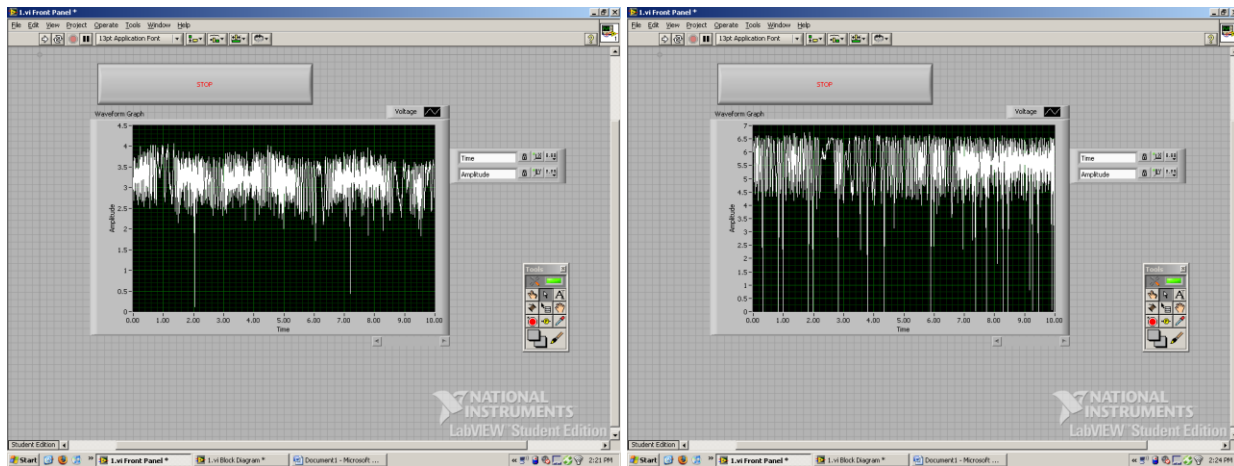 1.vi Front Panel *
File Edit View Project Operate Tools Window Help
13pt Application Font
STOP
Waveform Graph
Voltage
4.5
4
3.5
3
2.5
2
1.5
1
0.5
0
Amplitude
0.00 1.00 2.00 3.00 4.00 5.00 6.00 7.00 8.00 9.00 10.00
Time
Time
Amplitude
Tools
NATIONAL
INSTRUMENTS
LabVIEW Student Edition
Student Edition
Start
1.vi Front Panel *
1.vi Block Diagram *
Document1 - Microsoft ...
2:21 PM
1.vi Front Panel *
File Edit View Project Operate Tools Window Help
13pt Application Font
STOP
Waveform Graph
Voltage
7
6.5
6
5.5
5
4.5
4
3.5
3
2.5
2
1.5
1
0.5
0
Amplitude
0.00 1.00 2.00 3.00 4.00 5.00 6.00 7.00 8.00 9.00 10.00
Time
Time
Amplitude
Tools
NATIONAL
INSTRUMENTS
LabVIEW Student Edition
Student Edition
Start
1.vi Front Panel *
1.vi Block Diagram *
Document1 - Microsoft ...
2:24 PM